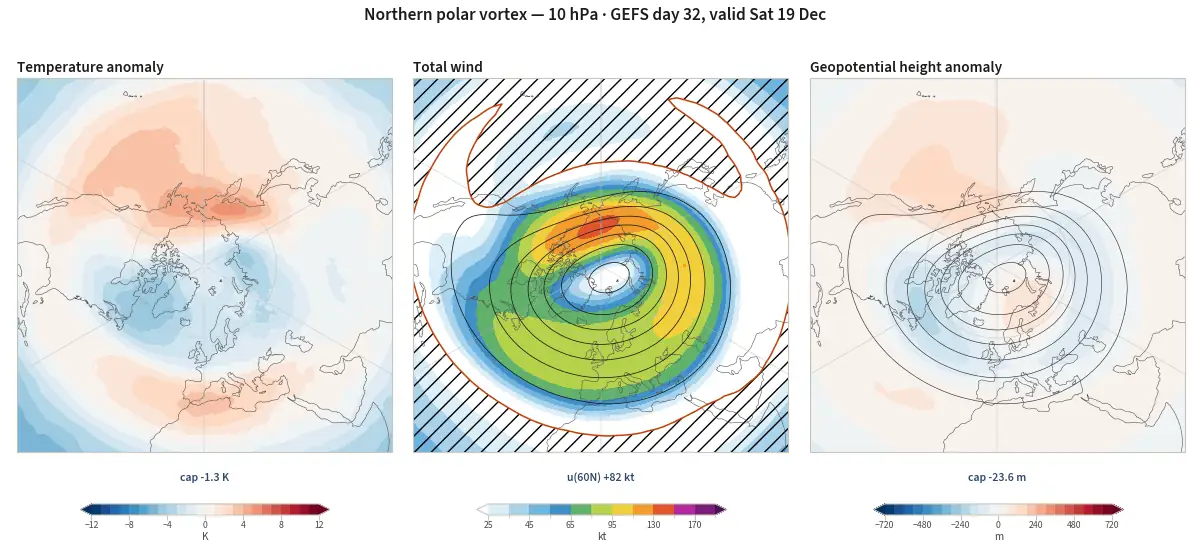 Northern polar vortex — 10 hPa · GEFS day 32, valid Sat 19 Dec
Temperature anomaly
Total wind
Geopotential height anomaly
cap -1.3 K
u(60N) +82 kt
cap -23.6 m
−12 −8 −4 0 4 8 12
K
25 45 65 95 130 170
kt
−720 −480 −240 0 240 480 720
m